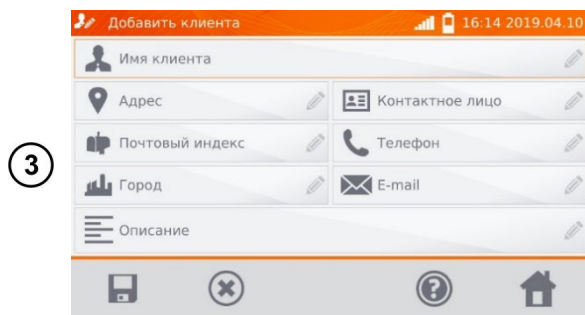 Добавить клиента 16:14 2019.04.10
Имя клиента
Адрес Контактное лицо
3 Почтовый индекс Телефон
Город E-mail
Описание